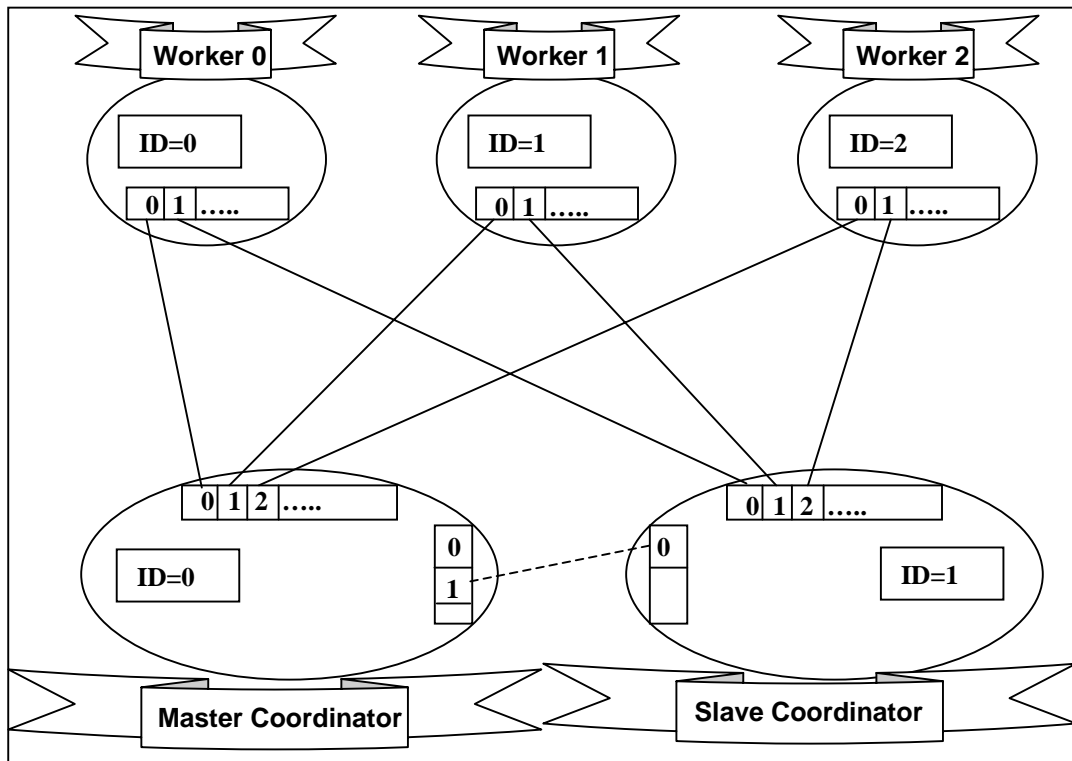 Worker 0
Worker 1
Worker 2
ID=0
ID=1
ID=2
0 1 .....
0 1 .....
0 1 .....
0 1 2 .....
0 1 2 .....
0
1
0
ID=0
ID=1
Master Coordinator
Slave Coordinator